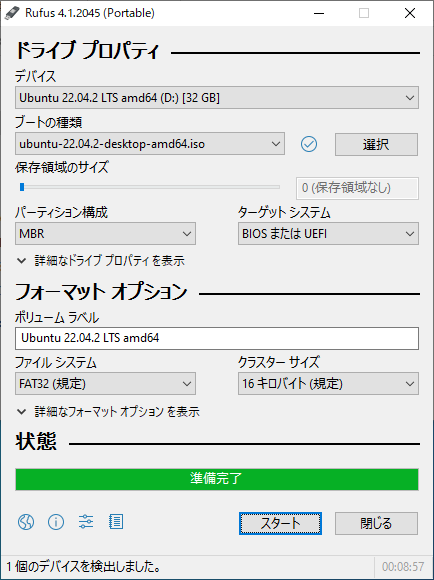 Rufus 4.1.2045 (Portable)
ドライブ プロパティ
デバイス
Ubuntu 22.04.2 LTS amd64 (D:) [32 GB]
ブートの種類
ubuntu-22.04.2-desktop-amd64.iso
選択
保存領域のサイズ
0 (保存領域なし)
パーティション構成
ターゲット システム
MBR
BIOS または UEFI
詳細なドライブ プロパティを表示
フォーマット オプション
ボリューム ラベル
Ubuntu 22.04.2 LTS amd64
ファイル システム
クラスター サイズ
FAT32 (規定)
16 キロバイト (規定)
詳細なフォーマット オプションを表示
状態
準備完了
スタート
閉じる
1 個のデバイスを検出しました。
00:08:57